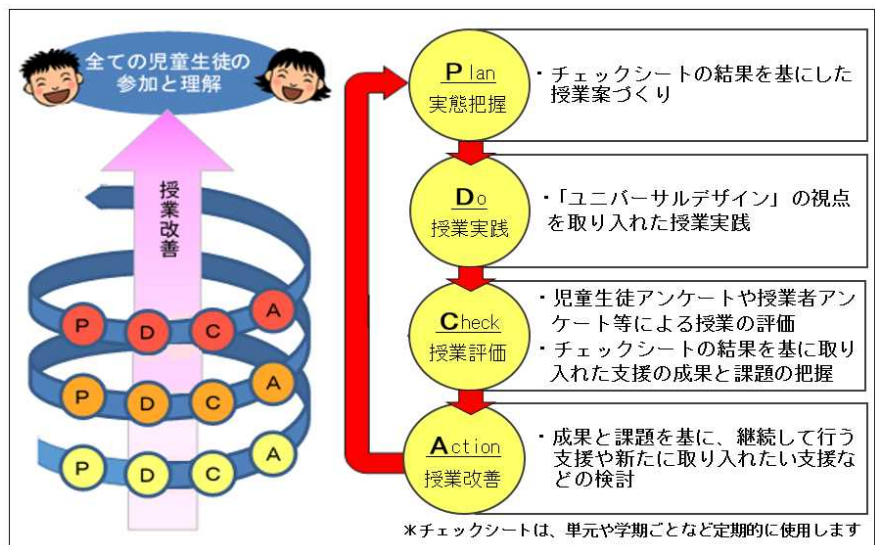 全ての児童生徒の
参加と理解
授業改善
P D C A
P D C A
P D C A
Plan
実態把握
・チェックシートの結果を基にした
授業案づくり
Do
授業実践
・「ユニバーサルデザイン」の視点
を取り入れた授業実践
Check
授業評価
・児童生徒アンケートや授業者アン
ケート等による授業の評価
・チェックシートの結果を基に取り
入れた支援の成果と課題の把握
Action
授業改善
・成果と課題を基に、継続して行う
支援や新たに取り入れたい支援な
どの検討
＊チェックシートは、単元や学期ごとなど定期的に使用します